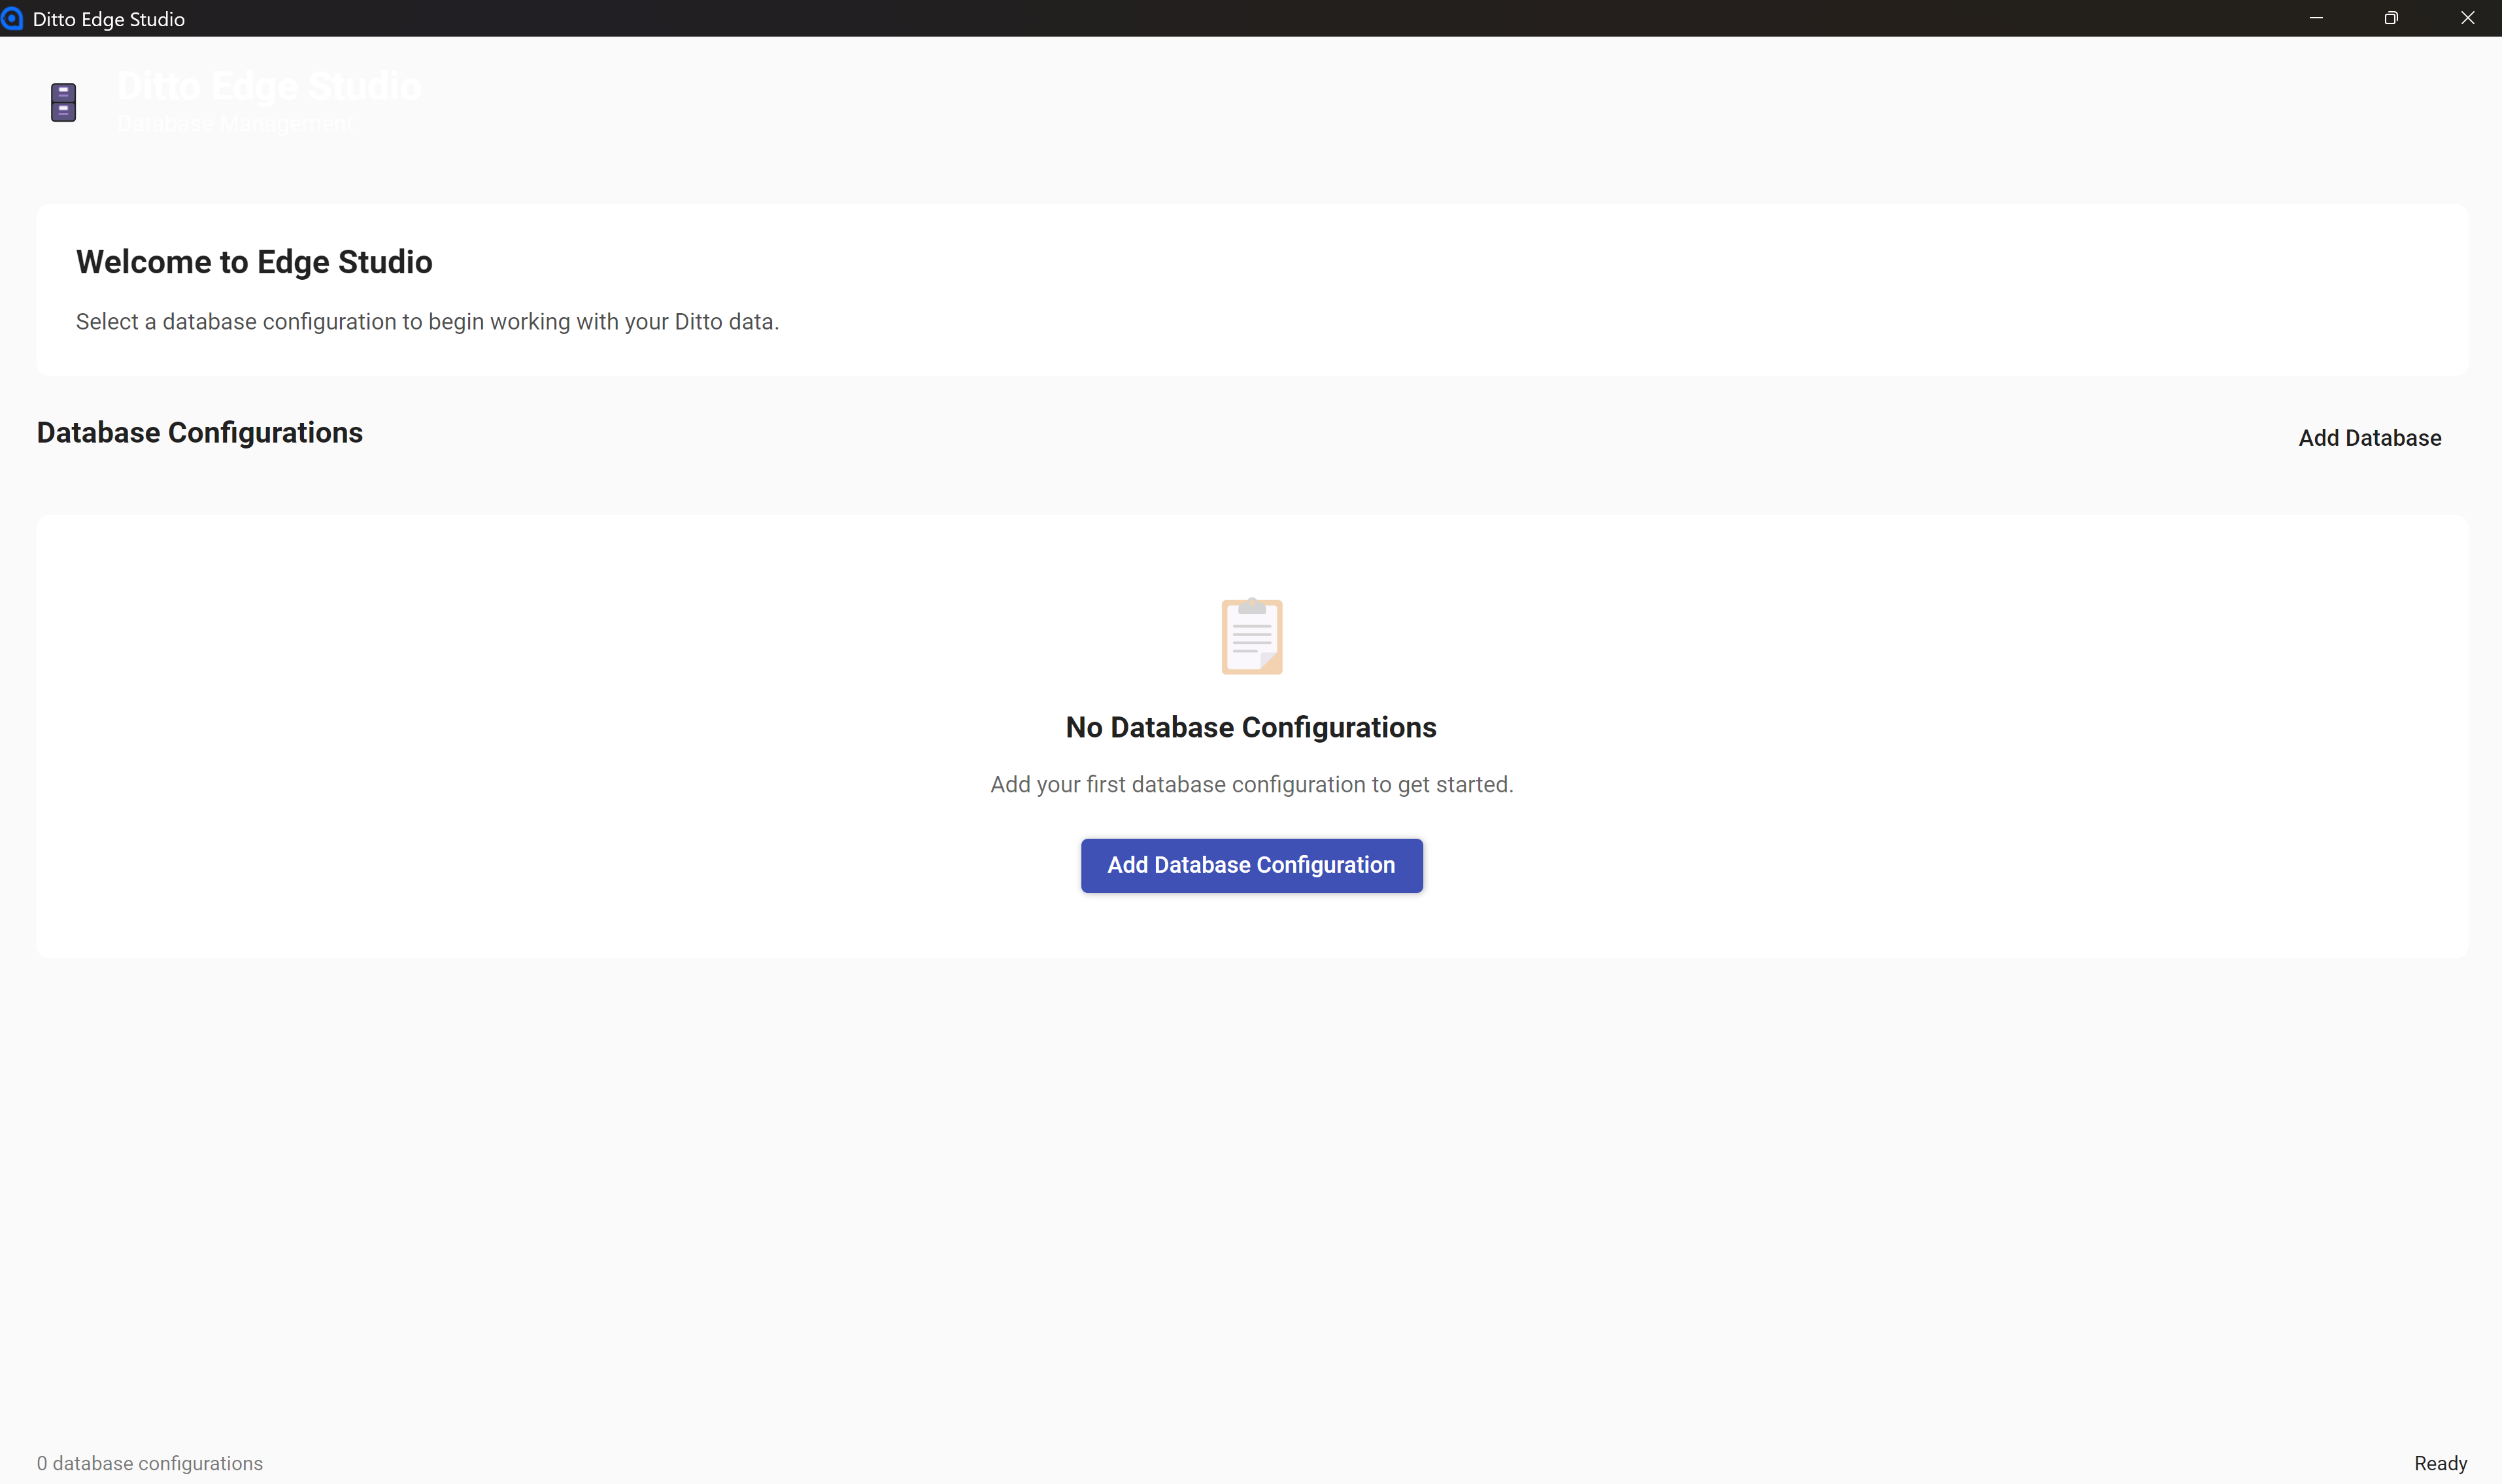 Ditto Edge Studio
Ditto Edge Studio
Database Management
Welcome to Edge Studio
Select a database configuration to begin working with your Ditto data.
Database Configurations
Add Database
No Database Configurations
Add your first database configuration to get started.
Add Database Configuration
0 database configurations
Ready